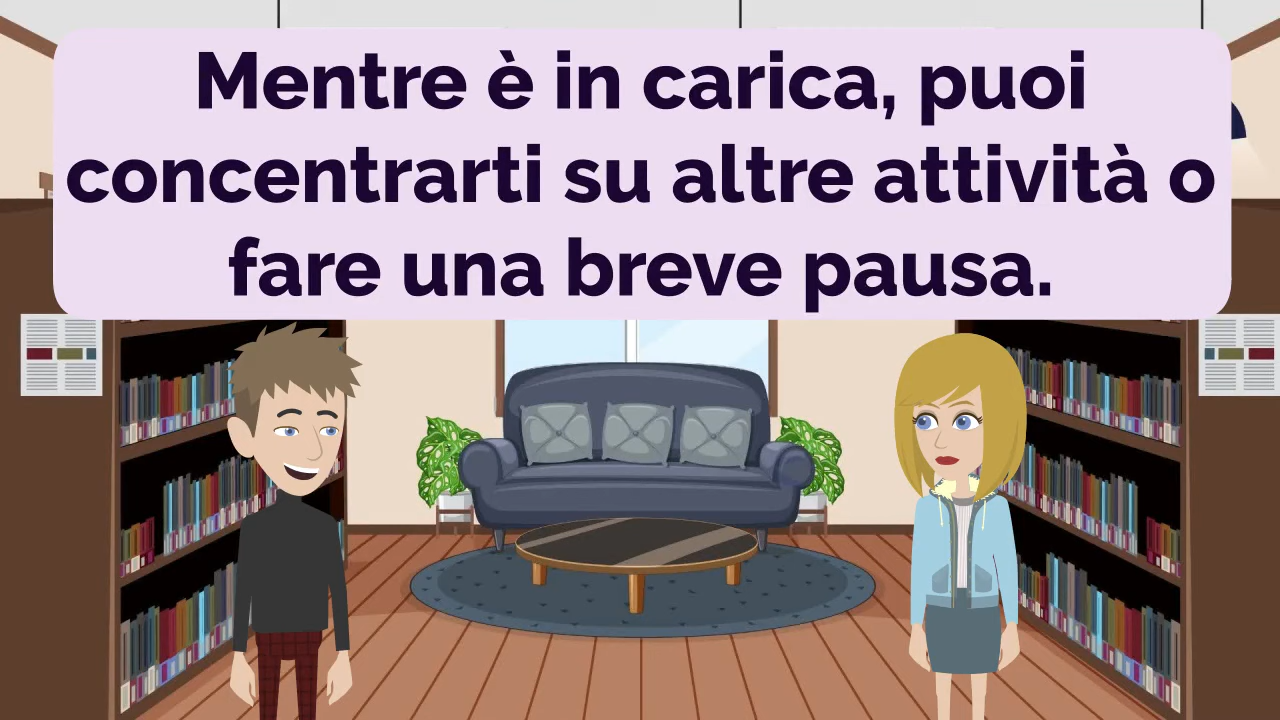 Mentre è in carica, puoi
concentrarti su altre attività o
fare una breve pausa.